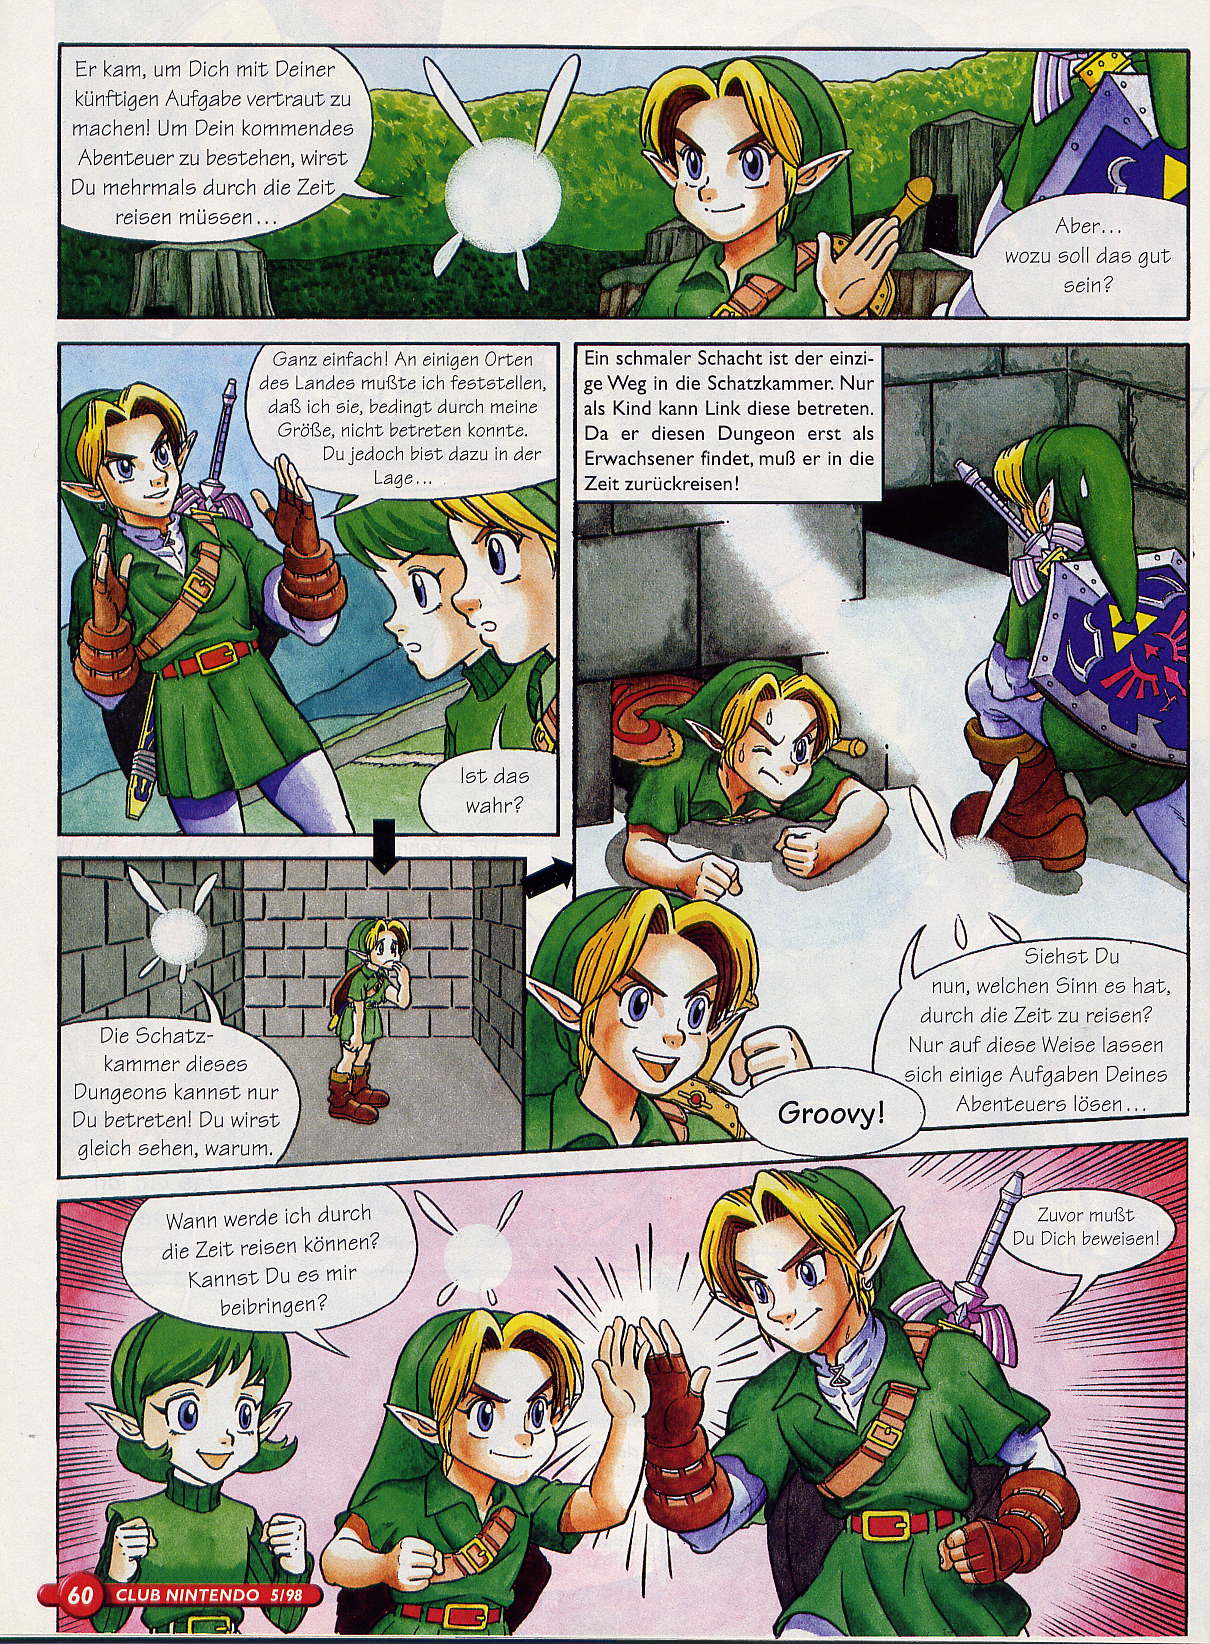 Er kam, um Dich mit Deiner
künftigen Aufgabe vertraut zu
machen! Um Dein kommendes
Abenteuer zu bestehen, wirst
Du mehrmals durch die Zeit
reisen müssen...
Aber...
wozu soll das gut
sein?
Ganz einfach! An einigen Orten
des Landes mußte ich feststellen,
daß ich sie, bedingt durch meine
Größe, nicht betreten konnte.
Du jedoch bist dazu in der
Lage...
Ist das
wahr?
Die Schatz-
kammer dieses
Dungeons kannst nur
Du betreten! Du wirst
gleich sehen, warum.
Ein schmaler Schacht ist der einzi-
ge Weg in die Schatzkammer. Nur
als Kind kann Link diese betreten.
Da er diesen Dungeon erst als
Erwachsener findet, muß er in die
Zeit zurückreisen!
Siehst Du
nun, welchen Sinn es hat,
durch die Zeit zu reisen?
Nur auf diese Weise lassen
sich einige Aufgaben Deines
Abenteuers lösen...
Groovy!
Wann werde ich durch
die Zeit reisen können?
Kannst Du es mir
beibringen?
Zuvor mußt
Du Dich beweisen!
60 CLUB NINTENDO 5/98